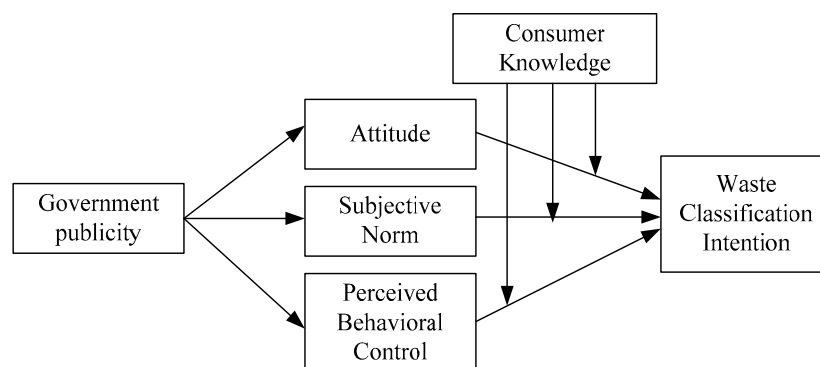 Consumer
Knowledge
Attitude
Government
publicity
Subjective
Norm
Waste
Classification
Intention
Perceived
Behavioral
Control